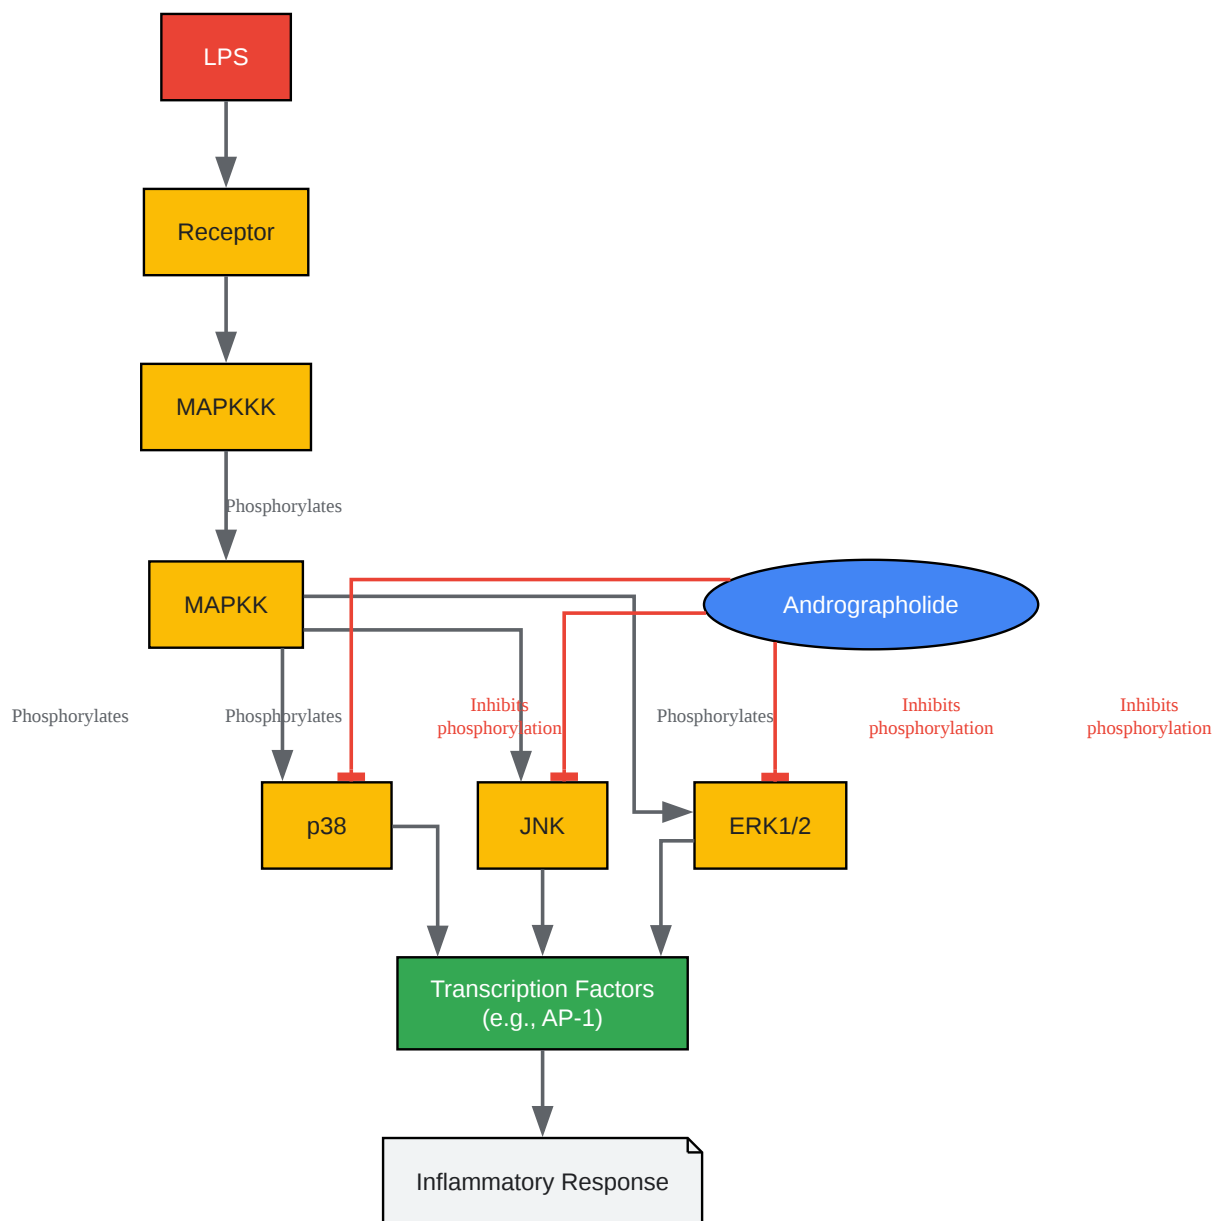 LPS
Receptor
MAPKKK
Phosphorylates
MAPKK
Andrographolide
Phosphorylates
Phosphorylates
Inhibits
phosphorylation
Phosphorylates
Inhibits
phosphorylation
Inhibits
phosphorylation
p38
JNK
ERK1/2
Transcription Factors
(e.g., AP-1)
Inflammatory Response